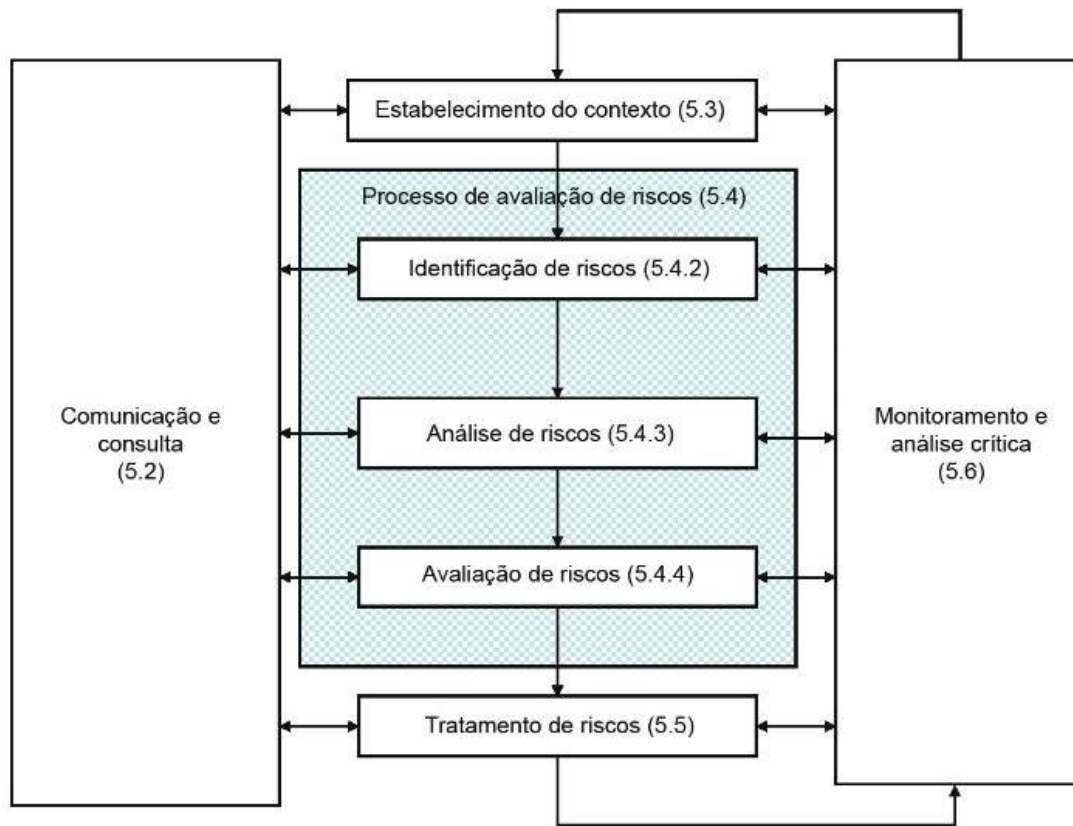 Estabelecimento do contexto (5.3)
Processo de avaliação de riscos (5.4)
Identificação de riscos (5.4.2)
Comunicação e
consulta
(5.2)
Análise de riscos (5.4.3)
Monitoramento e
análise crítica
(5.6)
Avaliação de riscos (5.4.4)
Tratamento de riscos (5.5)